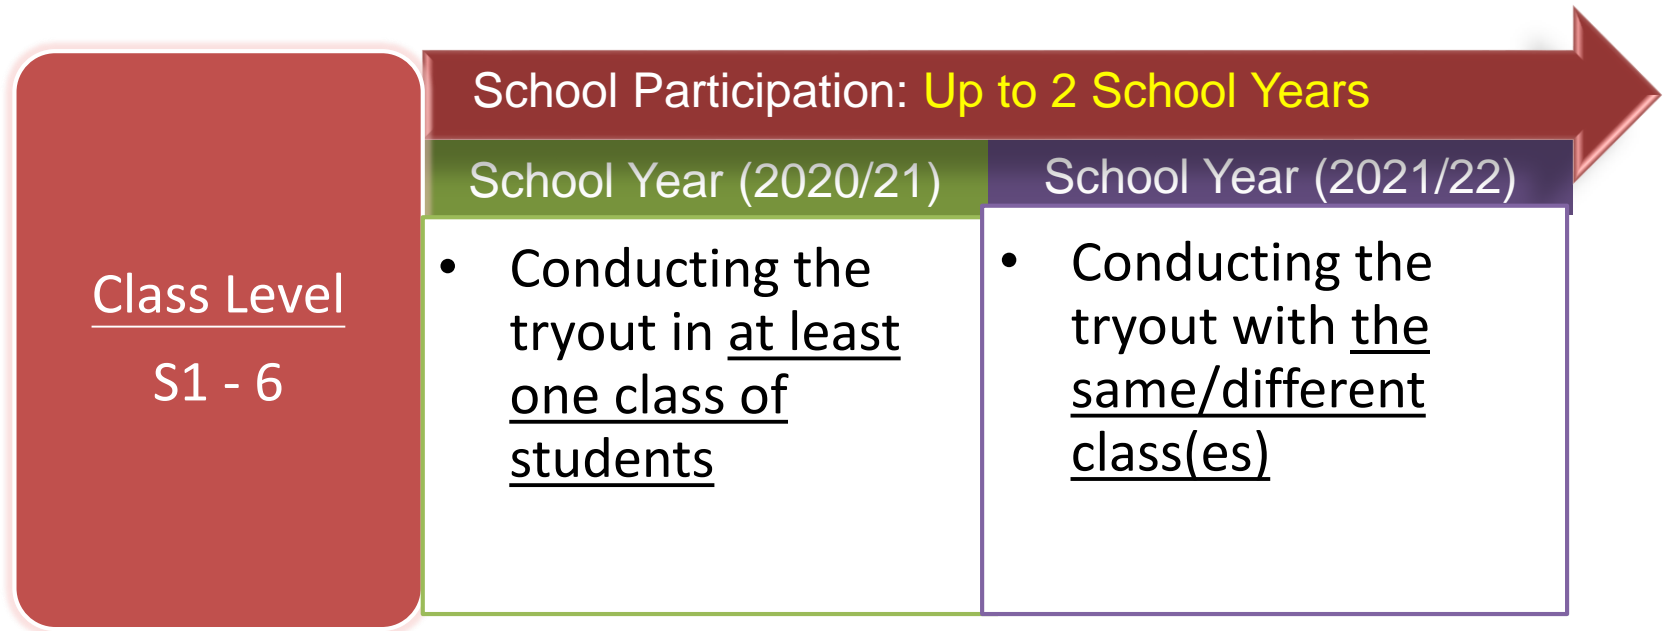 Class Level
S1 - 6
School Participation: Up to 2 School Years
School Year (2020/21)
• Conducting the
tryout in at least
one class of
students
School Year (2021/22)
• Conducting the
tryout with the
same/different
class(es)